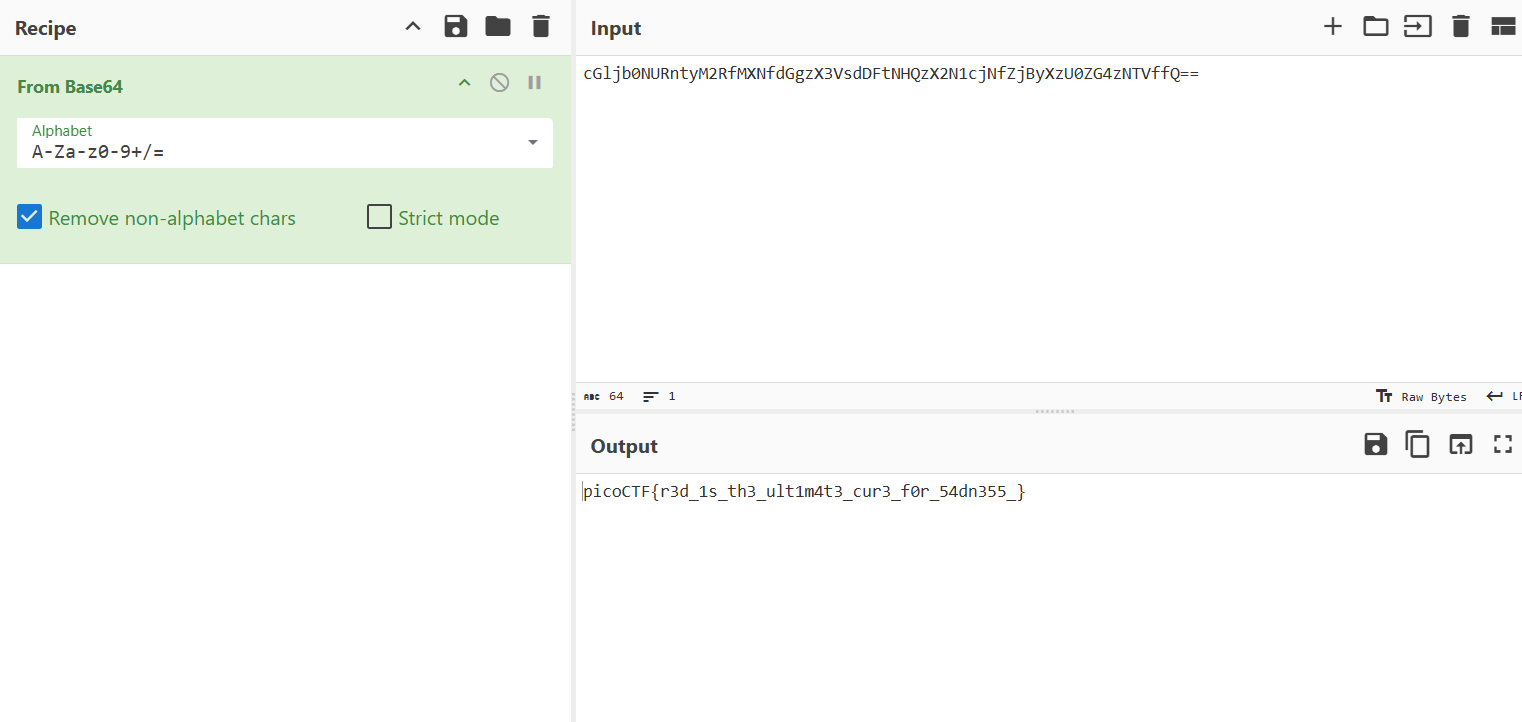 Recipe
From Base64
Alphabet
A-Za-z0-9+/=
Remove non-alphabet chars
Strict mode
Input
cGljb0NURntyM2RfMXNfdGgzX3VsdDFtNHQzX2N1cjNfZjByXzU0ZG4zNTVffQ==
ABC 64 1
Tт Raw Bytes LF
Output
picoCTF{r3d_1s_th3_ult1m4t3_cur3_f0r_54dn355_}